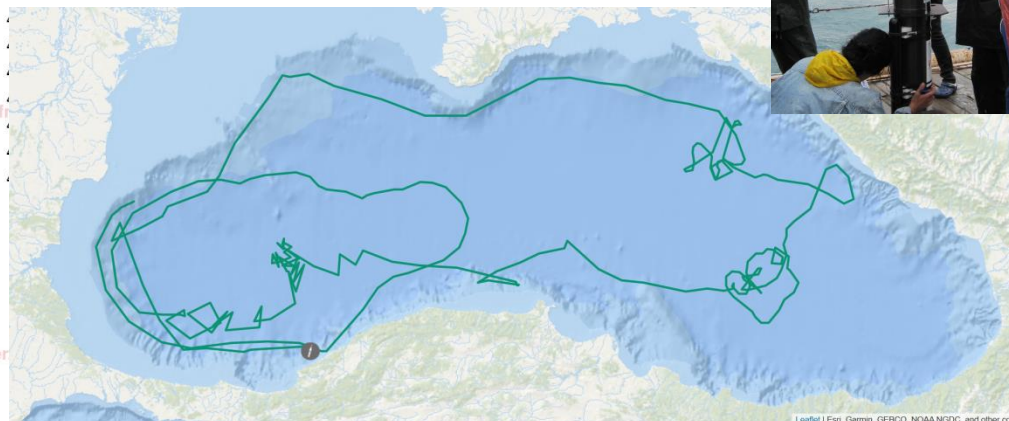 Leaflet | Esri, Garmin, GEBCO, NOAA NGDC, and other co